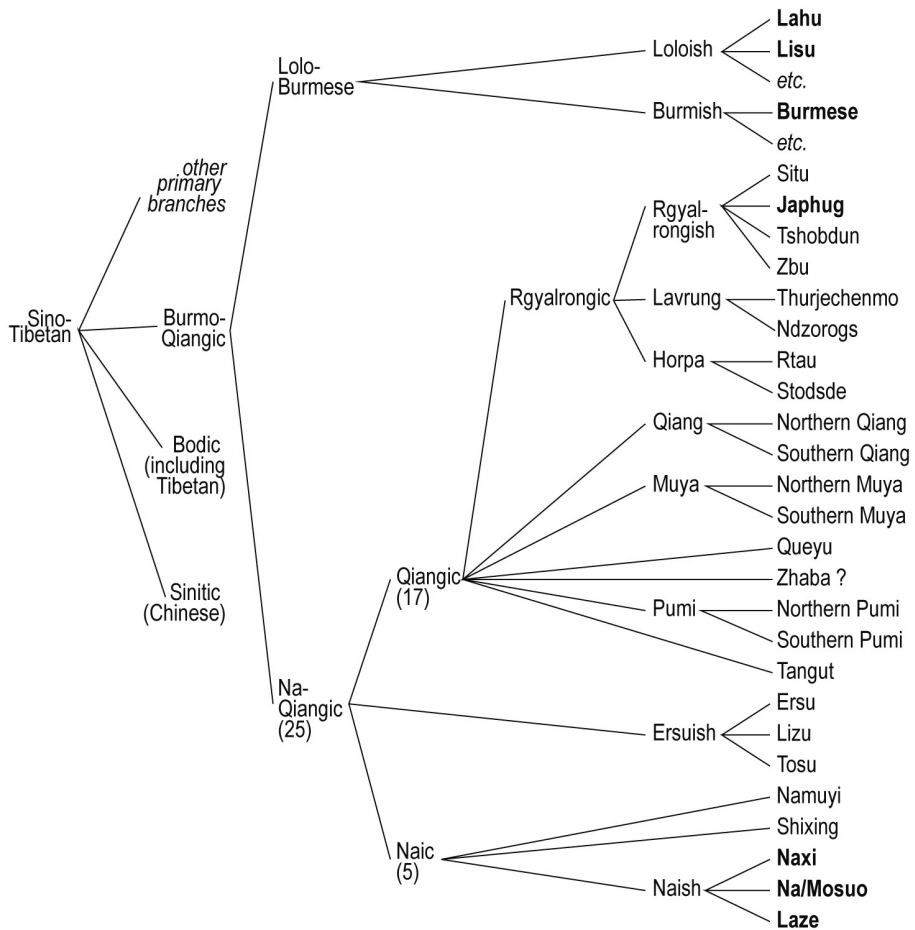 Sino-
Tibetan
other
primary
branches
Burmo-
Qiangic
Bodic
(including
Tibetan)
Sinitic
(Chinese)
Lolo-
Burmese
Na-
Qiangic
(25)
Loloish
Lahu
Lisu
etc.
Burmish
Burmese
etc.
Qiangic
(17)
Rgyalrongic
Rgyal-
rongish
Situ
Japhug
Tshobdun
Zbu
Lavrung
Thurjechenmo
Ndzorogs
Horpa
Rtau
Stodsde
Qiang
Northern Qiang
Southern Qiang
Muya
Northern Muya
Southern Muya
Queyu
Zhaba ?
Pumi
Northern Pumi
Southern Pumi
Tangut
Ersuish
Ersu
Lizu
Tosu
Naic
(5)
Namuyi
Shixing
Naish
Naxi
Na/Mosuo
Laze